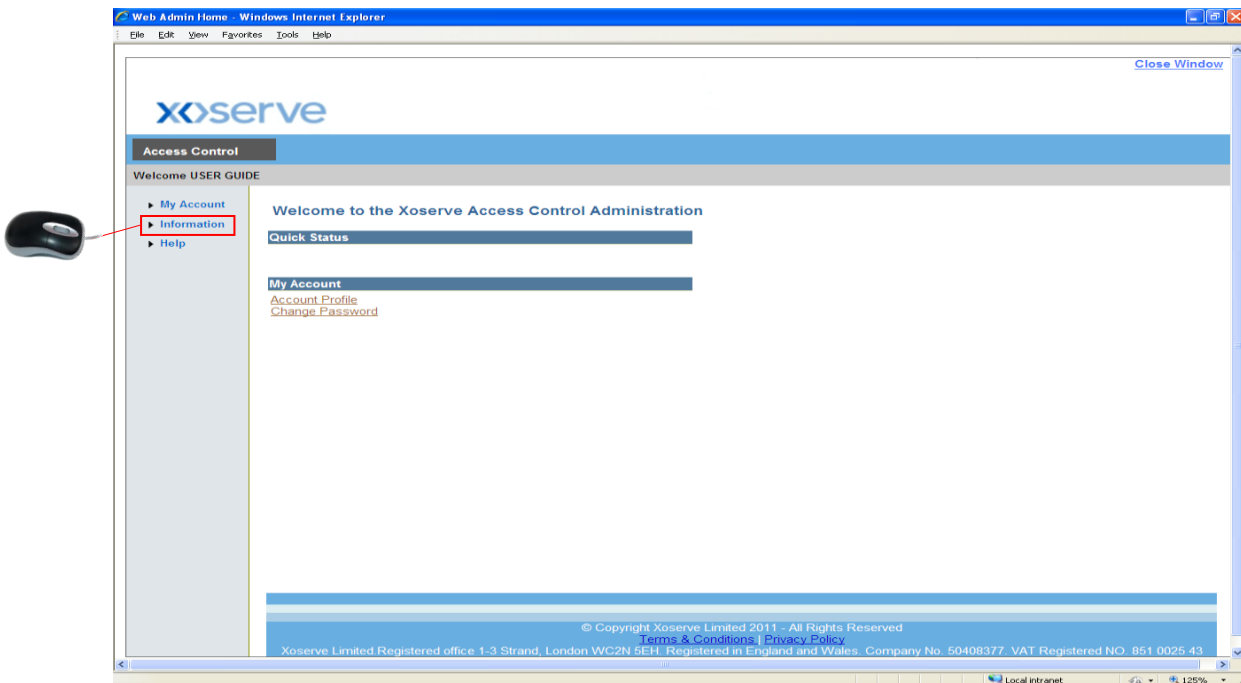 Web Admin Home - Windows Internet Explorer
File Edit View Favorites Tools Help
Close Window
xoserve
Access Control
Welcome USER GUIDE
My Account
Information
Help
Welcome to the Xoserve Access Control Administration
Quick Status
My Account
Account Profile
Change Password
© Copyright Xoserve Limited 2011 - All Rights Reserved
Terms & Conditions | Privacy Policy
Xoserve Limited.Registered office 1-3 Strand, London WC2N 5EH. Registered in England and Wales. Company No. 50408377. VAT Registered NO. 851 0025 43
Local intranet 125%